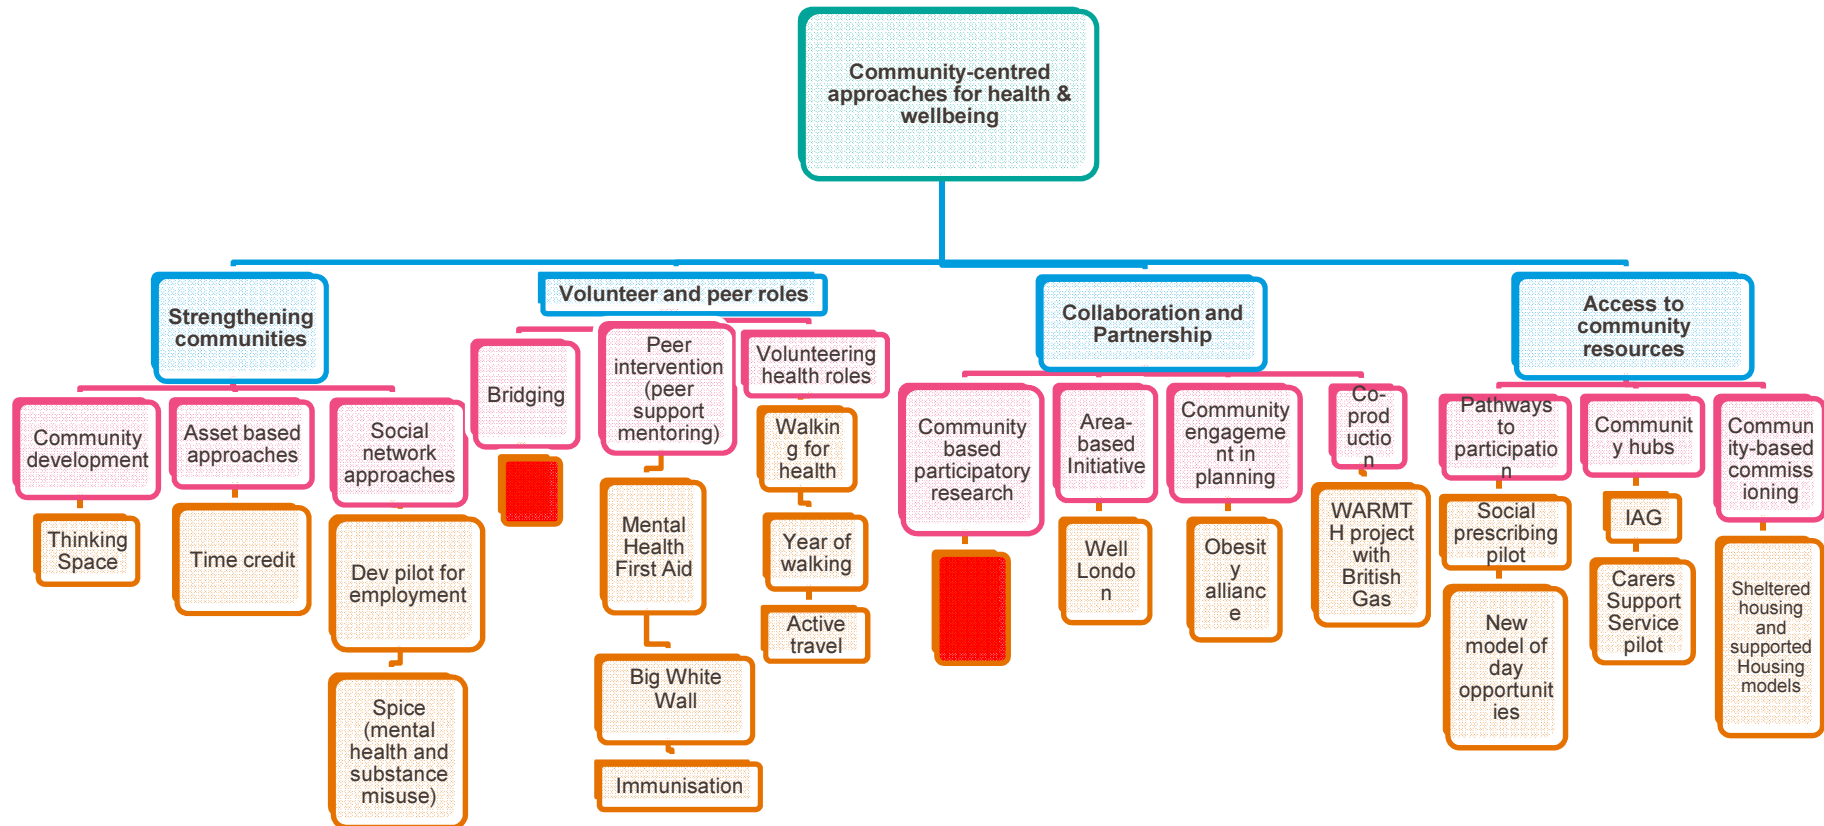 Community-centred
approaches for health &
wellbeing
Strengthening
communities
Volunteer and peer roles
Collaboration and
Partnership
Access to
community
resources
Community
development
Asset based
approaches
Social
network
approaches
Bridging
Peer
intervention
(peer
support
mentoring)
Volunteering
health roles
Community
based
participatory
research
Area-
based
Initiative
Community
engageme
nt in
planning
Co-
prod
uctio
n
Pathways
to
participatio
n
Communit
y hubs
Commun
ity-based
commiss
ioning
Thinking
Space
Time credit
Dev pilot for
employment
Spice
(mental
health and
substance
misuse)
Mental
Health
First Aid
Big White
Wall
Immunisation
Walkin
g for
health
Year of
walking
Active
travel
Well
Londo
n
Obesit
y
allianc
e
WARMT
H project
with
British
Gas
Social
prescribing
pilot
New
model of
day
opportunit
ies
IAG
Carers
Support
Service
pilot
Sheltered
housing
and
supported
Housing
models